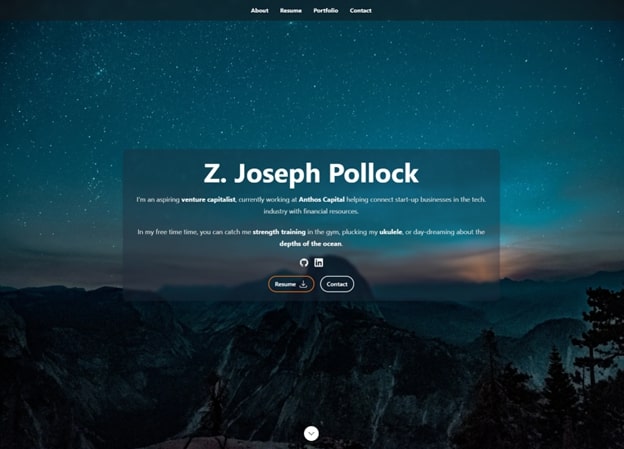 About Resume Portfolio Contact
Z. Joseph Pollock
I'm an aspiring venture capitalist, currently working at Anthos Capital helping connect start-up businesses in the tech.
industry with financial resources.
In my free time time, you can catch me strength training in the gym, plucking my ukulele, or day-dreaming about the
depths of the ocean.
in
Resume Contact